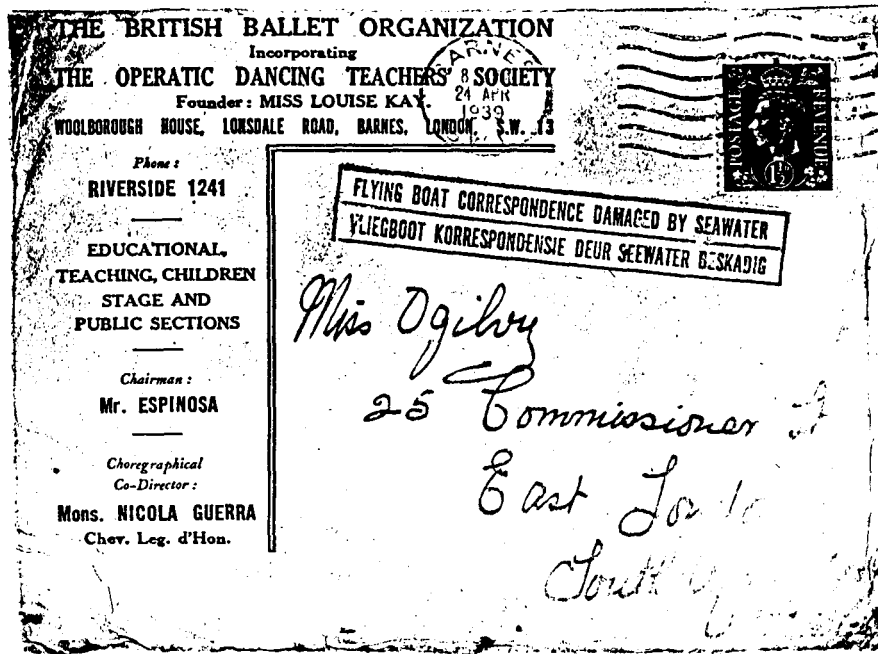 THE BRITISH BALLET ORGANIZATION
Incorporating
THE OPERATIC DANCING TEACHERS' SOCIETY
Founder: MISS LOUISE KAY.
WOOLBOROUGH HOUSE, LONSDALE ROAD, BARNES, LONDON, S.W. 13
BARNES
8
24 APR
1939
POSTAGE
REVENUE
1½
Phone:
RIVERSIDE 1241
EDUCATIONAL,
TEACHING, CHILDREN
STAGE AND
PUBLIC SECTIONS
Chairman:
Mr. ESPINOSA
Choregraphical
Co-Director:
Mons. NICOLA GUERRA
Chev. Leg. d'Hon.
FLYING BOAT CORRESPONDENCE DAMAGED BY SEAWATER
VLIEGBOOT KORRESPONDENSIE DEUR SEEWATER BESKADIG
Miss Ogilvy
25 Commissioner
East
South